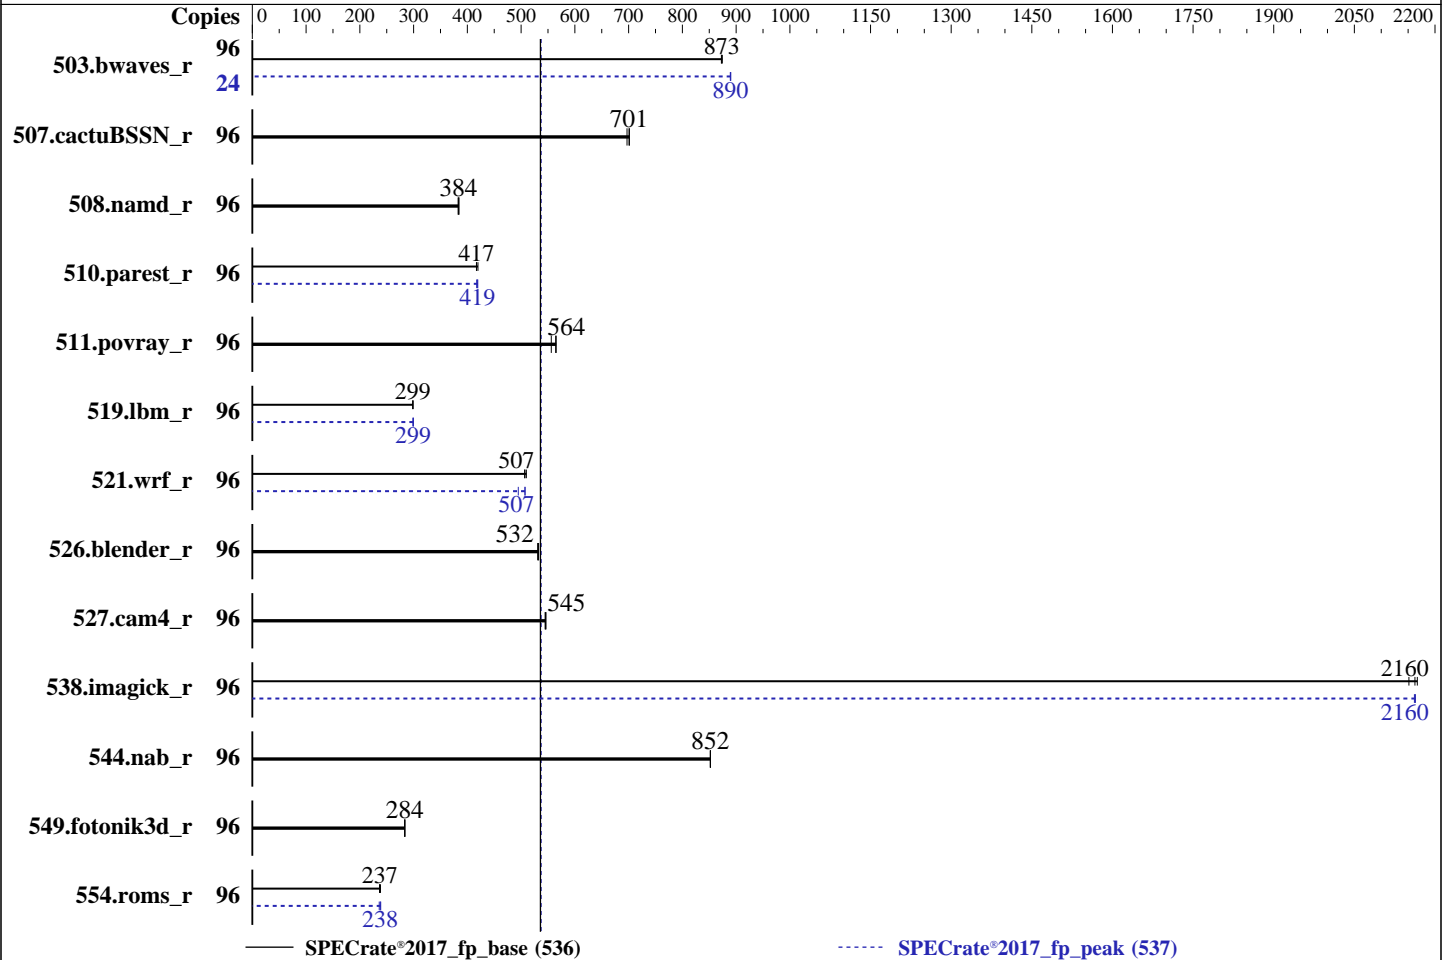 Copies 0 100 200 300 400 500 600 700 800 900 1000 1150 1300 1450 1600 1750 1900 2050 2200
503.bwaves_r 96 873
24 890
507.cactuBSSN_r 96 701
508.namd_r 96 384
510.parest_r 96 417
419
511.povray_r 96 564
519.lbm_r 96 299
299
521.wrf_r 96 507
507
526.blender_r 96 532
527.cam4_r 96 545
538.imagick_r 96 2160
2160
544.nab_r 96 852
549.fotonik3d_r 96 284
554.roms_r 96 237
238
SPECrate®2017_fp_base (536) SPECrate®2017_fp_peak (537)